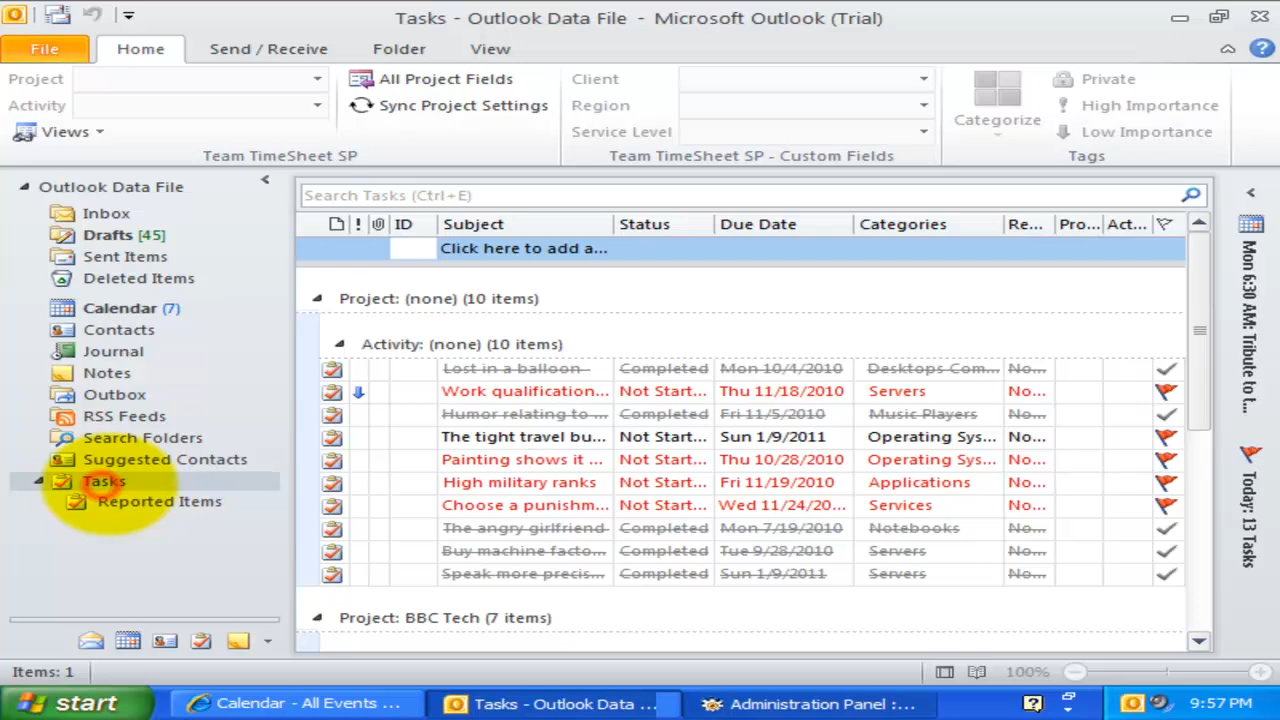 Tasks - Outlook Data File - Microsoft Outlook (Trial)
File Home Send / Receive Folder View
Project All Project Fields Client Private
Activity Sync Project Settings Region Categorize High Importance
Views Service Level Low Importance
Team TimeSheet SP Team TimeSheet SP - Custom Fields Tags
Outlook Data File
Inbox
Drafts [45]
Sent Items
Deleted Items
Calendar (7)
Contacts
Journal
Notes
Outbox
RSS Feeds
Search Folders
Suggested Contacts
Tasks
Reported Items
Search Tasks (Ctrl+E)
! ID Subject Status Due Date Categories Re... Pro... Act...
Click here to add a...
Project: (none) (10 items)
Activity: (none) (10 items)
Lost in a balloon Completed Mon 10/4/2010 Desktops Com... No...
Work qualification... Not Start... Thu 11/18/2010 Servers No...
Humor relating to ... Completed Fri 11/5/2010 Music Players No...
The tight travel bu... Not Start... Sun 1/9/2011 Operating Sys... No...
Painting shows it ... Not Start... Thu 10/28/2010 Operating Sys... No...
High military ranks Not Start... Fri 11/19/2010 Applications No...
Choose a punishm... Not Start... Wed 11/24/20... Services No...
The angry girlfriend Completed Mon 7/19/2010 Notebooks No...
Buy machine facto... Completed Tue 9/28/2010 Servers No...
Speak more precis... Completed Sun 1/9/2011 Servers No...
Project: BBC Tech (7 items)
Mon 6:30 AM: Tribute to t...
Today: 13 Tasks
Items: 1 100%
start Calendar - All Events ... Tasks - Outlook Data ... Administration Panel :... 9:57 PM